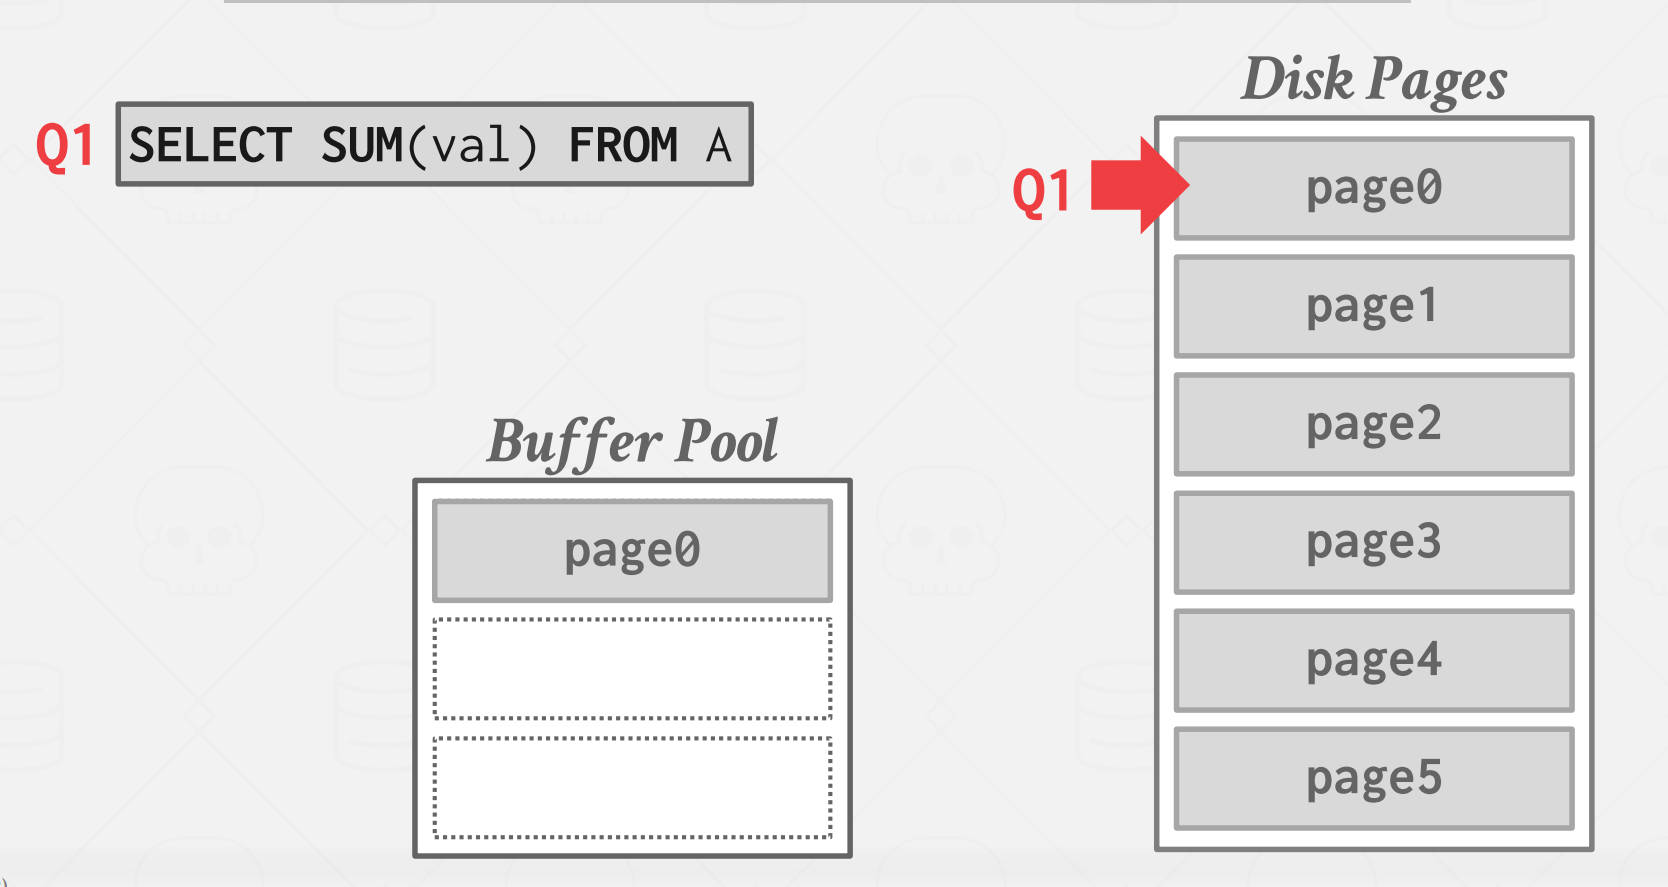 Disk Pages
Q1 SELECT SUM(val) FROM A
Q1
page0
page1
page2
page3
page4
page5
Buffer Pool
page0
)